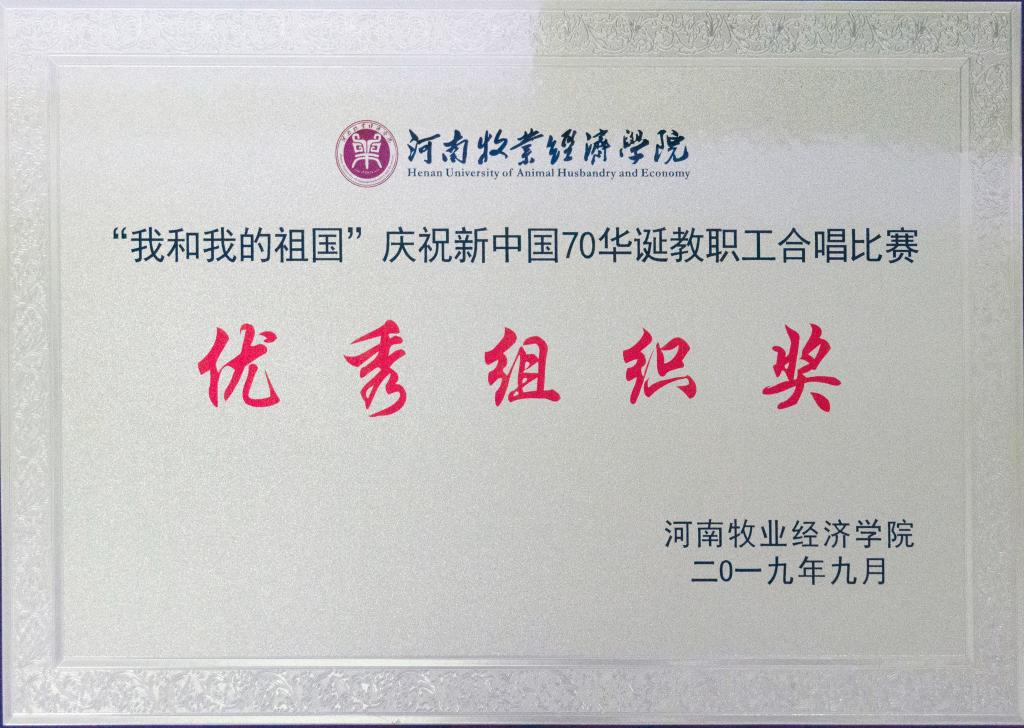 河南牧業經濟學院
Henan University of Animal Husbandry and Economy
“我和我的祖国”庆祝新中国70华诞教职工合唱比赛
优秀组织奖
河南牧业经济学院
二0一九年九月